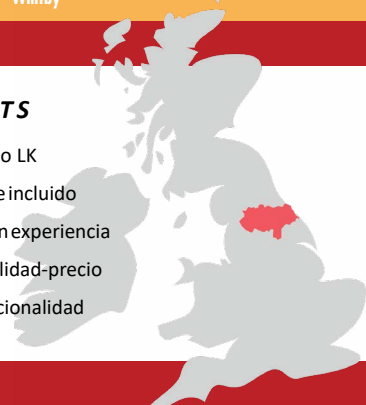 Whitby
TS
o LK
e incluido
n experiencia
lidad-precio
cionalidad